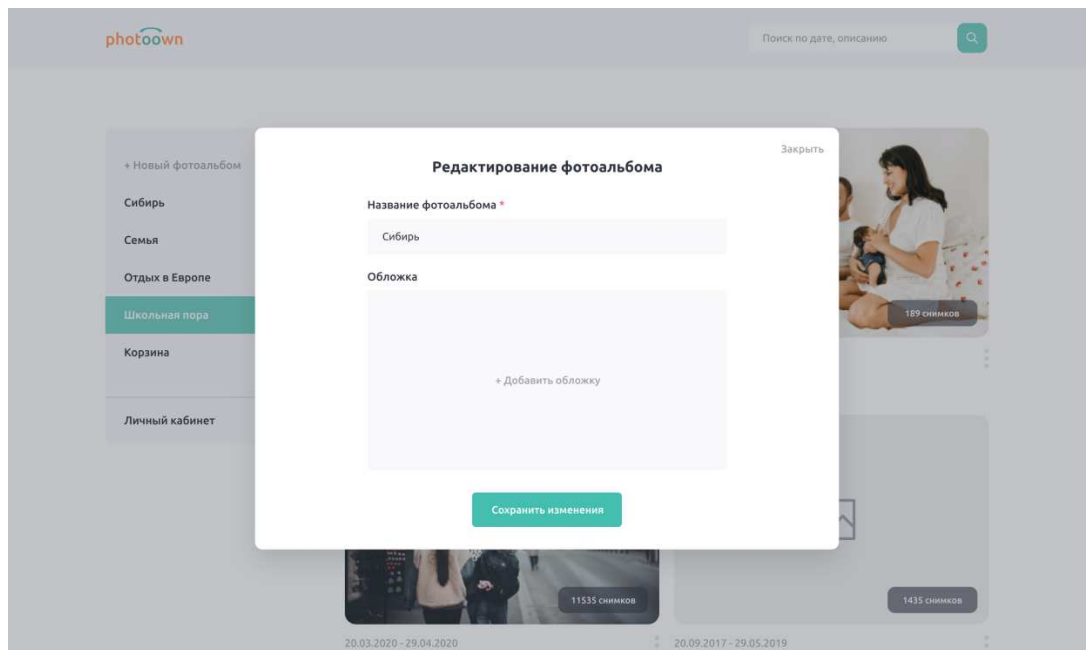 photoown
Поиск по дате, описанию
+ Новый фотоальбом
Сибирь
Семья
Отдых в Европе
Школьная пора
Корзина
Личный кабинет
Закрыть
Редактирование фотоальбома
Название фотоальбома *
Сибирь
Обложка
+ Добавить обложку
Сохранить изменения
189 снимков
11535 снимков
1435 снимков
20.03.2020 - 29.04.2020
20.09.2017 - 29.05.2019